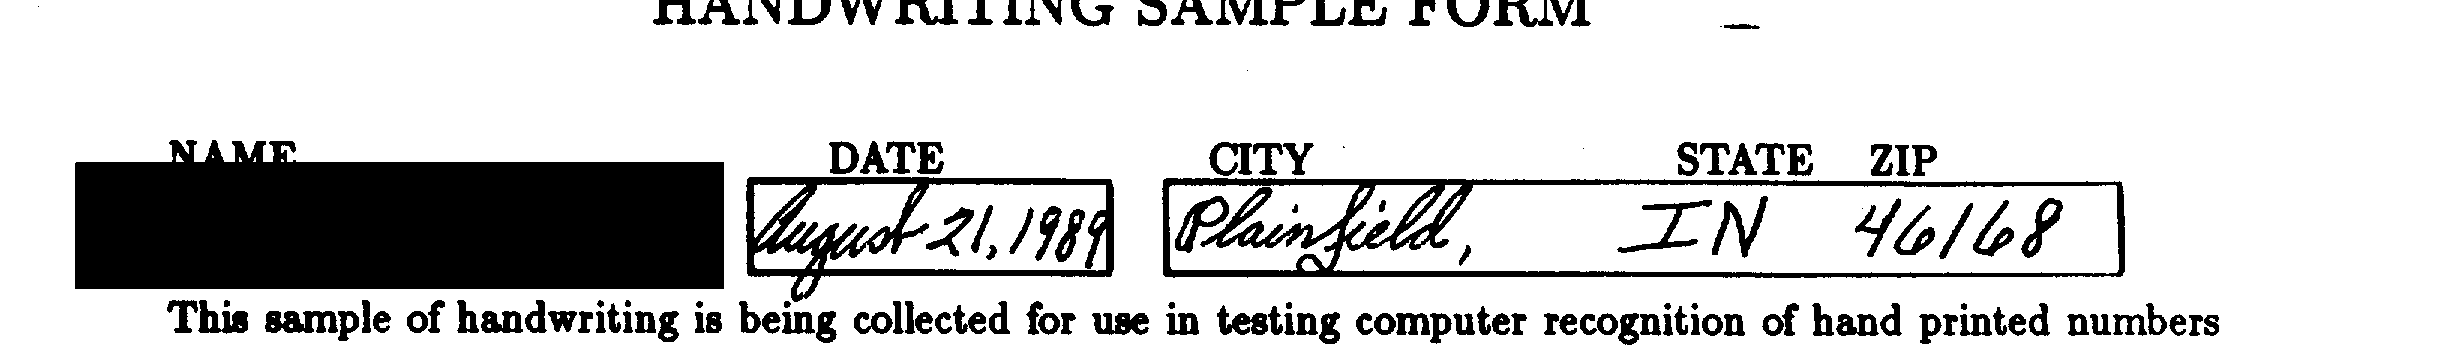 HANDWRITING SAMPLE FORM
NAME DATE CITY STATE ZIP
August 21, 1989 Plainfield, IN 46168
This sample of handwriting is being collected for use in testing computer recognition of hand printed numbers